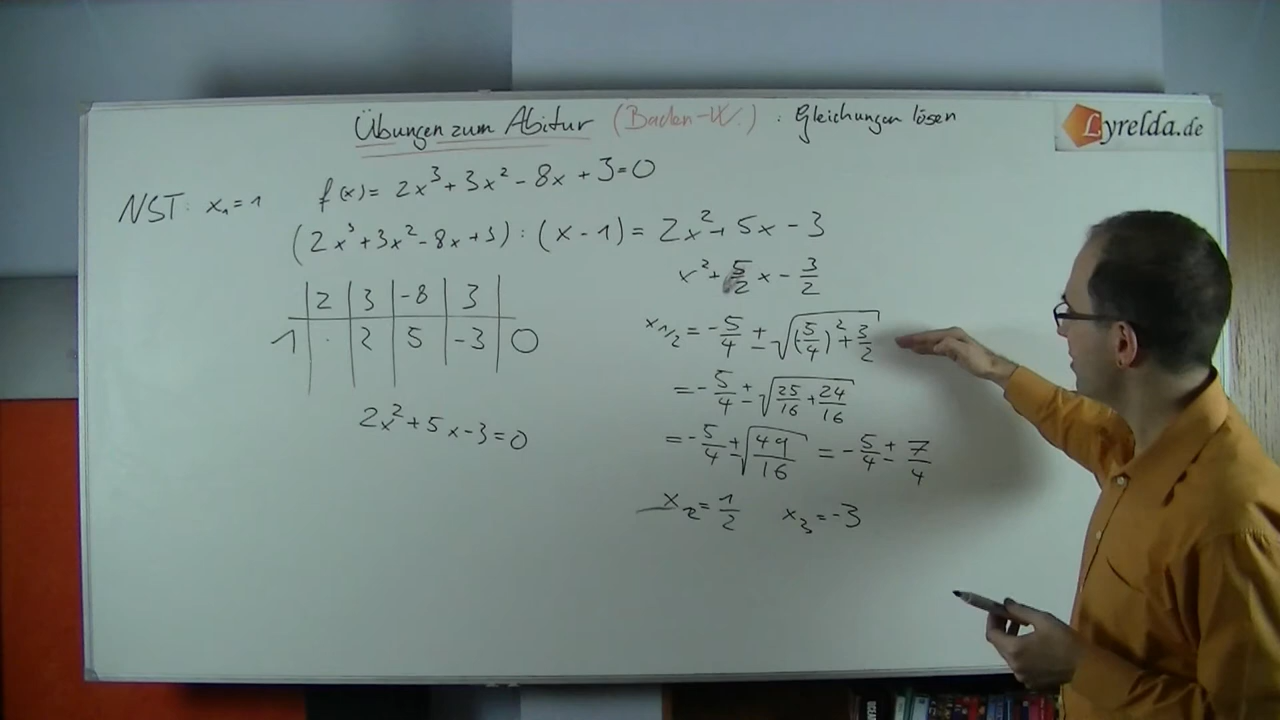 Übungen zum Abitur (Baden-W.) : Gleichungen lösen
Lyrelda.de
NST: x₁=1 f(x)= 2x³+3x²-8x+3=0
(2x³+3x²-8x+3) : (x-1) = 2x²+5x-3
x²+5/2x-3/2
2 3 -8 3
1 · 2 5 -3 0
x₁/₂=-5/4±√((5/4)²+3/2)
=-5/4±√(25/16+24/16)
2x²+5x-3=0
=-5/4±√(49/16) =-5/4±7/4
x₂=1/2 x₃=-3